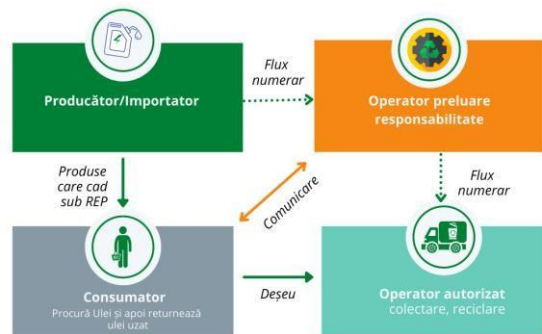 Producător/Importator
Flux
numerar
Operator preluare
responsabilitate
Produse
care cad
sub REP
Comunicare
Flux
numerar
Consumator
Procură Ulei și apoi returnează
ulei uzat
Deșeu
Operator autorizat
colectare, reciclare